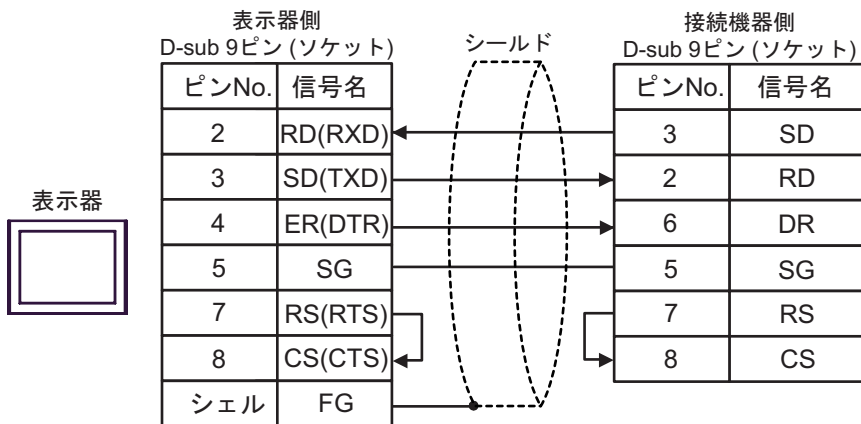 表示器側
D-sub 9ピン (ソケット)
シールド
接続機器側
D-sub 9ピン (ソケット)
表示器
ピンNo. 信号名
2 RD(RXD)
3 SD(TXD)
4 ER(DTR)
5 SG
7 RS(RTS)
8 CS(CTS)
シェル FG
ピンNo. 信号名
3 SD
2 RD
6 DR
5 SG
7 RS
8 CS